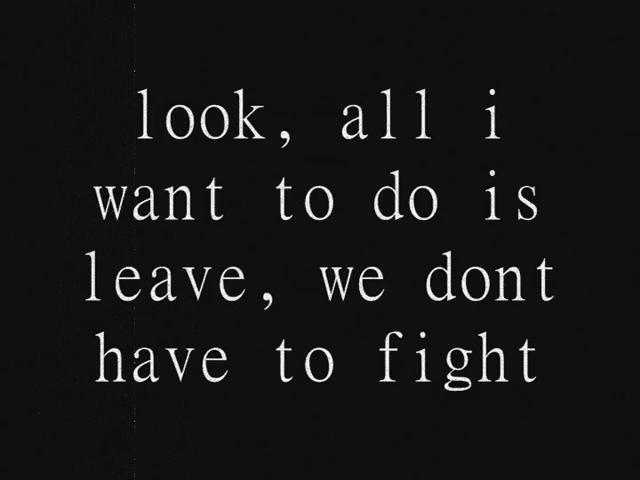 look, all i
want to do is
leave, we dont
have to fight